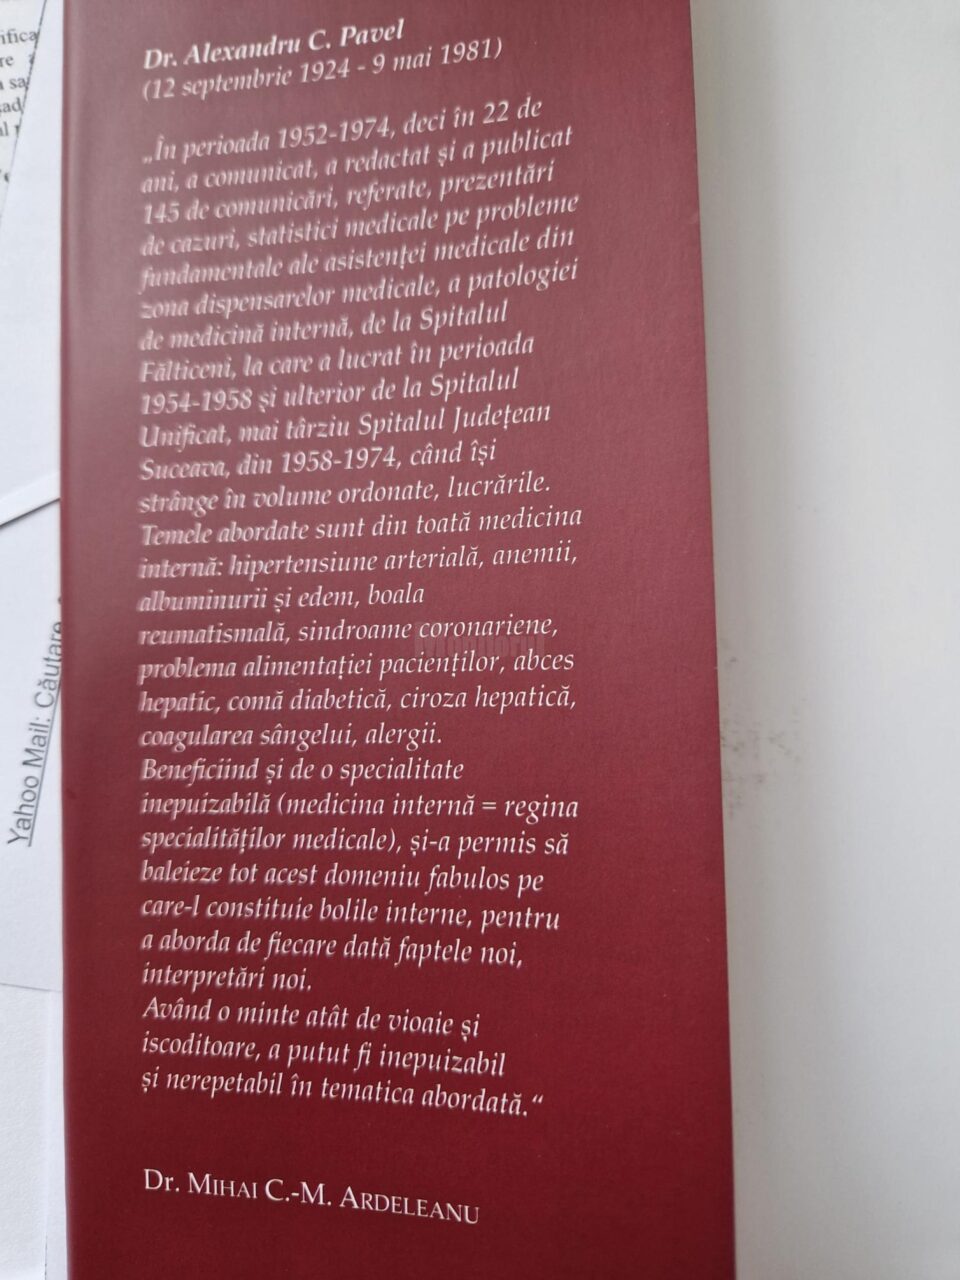 ifica
re
Dr. Alexandru C. Pavel
(12 septembrie 1924 - 9 mai 1981)
„În perioada 1952-1974, deci în 22 de
ani, a comunicat, a redactat și a publicat
145 de comunicări, referate, prezentări
de cazuri, statistici medicale pe probleme
fundamentale ale asistenței medicale din
zona dispensarelor medicale, a patologiei
de medicină internă, de la Spitalul
Fălticeni, la care a lucrat în perioada
1954-1958 și ulterior de la Spitalul
Unificat, mai târziu Spitalul Județean
Suceava, din 1958-1974, când își
strânge în volume ordonate, lucrările.
Temele abordate sunt din toată medicina
internă: hipertensiune arterială, anemii,
albuminurii și edem, boala
reumatismală, sindroame coronariene,
problema alimentației pacienților, abces
hepatic, comă diabetică, ciroza hepatică,
coagularea sângelui, alergii.
Beneficiind și de o specialitate
inepuizabilă (medicina internă = regina
specialităților medicale), și-a permis să
baleieze tot acest domeniu fabulos pe
care-l constituie bolile interne, pentru
a aborda de fiecare dată faptele noi,
interpretări noi.
Având o minte atât de vioaie și
iscoditoare, a putut fi inepuizabil
și nerepetabil în tematica abordată.“
Dr. MIHAI C.-M. ARDELEANU
Yahoo Mail: Căutare